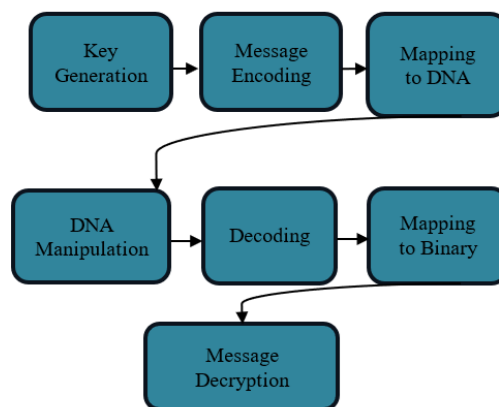 Key
Generation
Message
Encoding
Mapping
to DNA
DNA
Manipulation
Decoding
Mapping
to Binary
Message
Decryption